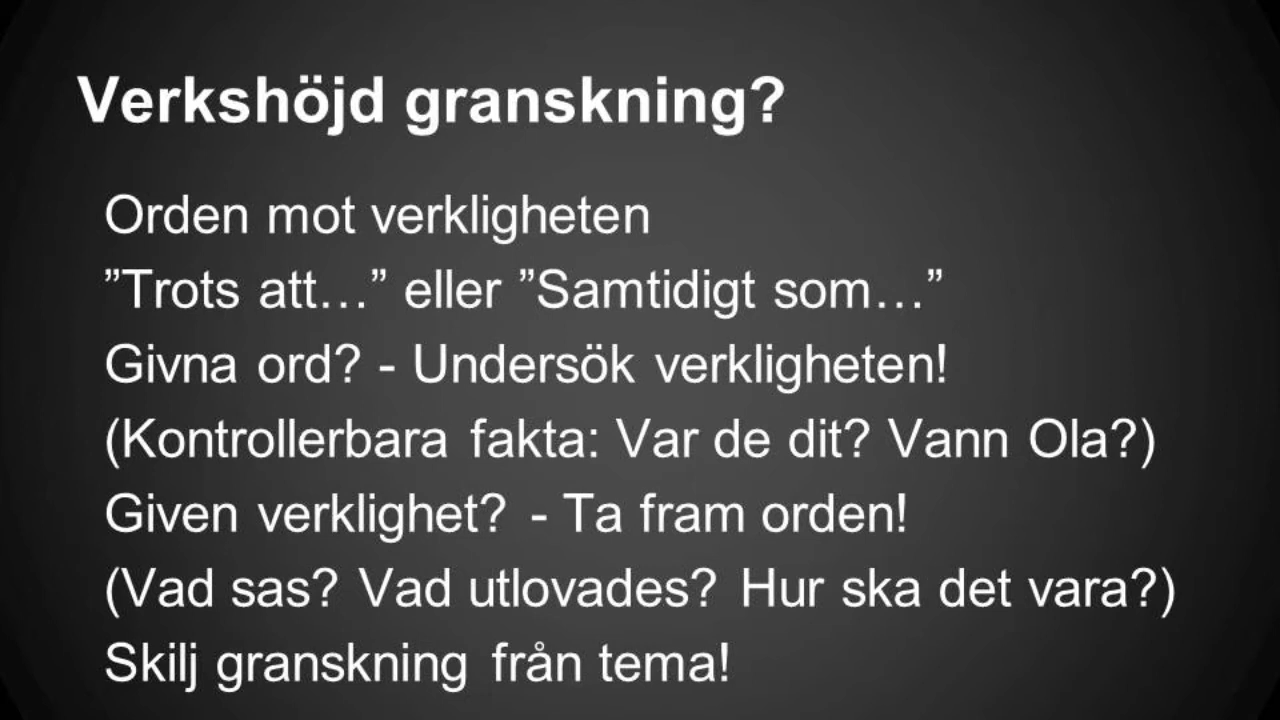 Verkshöjd granskning?
Orden mot verkligheten
”Trots att…” eller ”Samtidigt som…”
Givna ord? - Undersök verkligheten!
(Kontrollerbara fakta: Var de dit? Vann Ola?)
Given verklighet? - Ta fram orden!
(Vad sas? Vad utlovades? Hur ska det vara?)
Skilj granskning från tema!